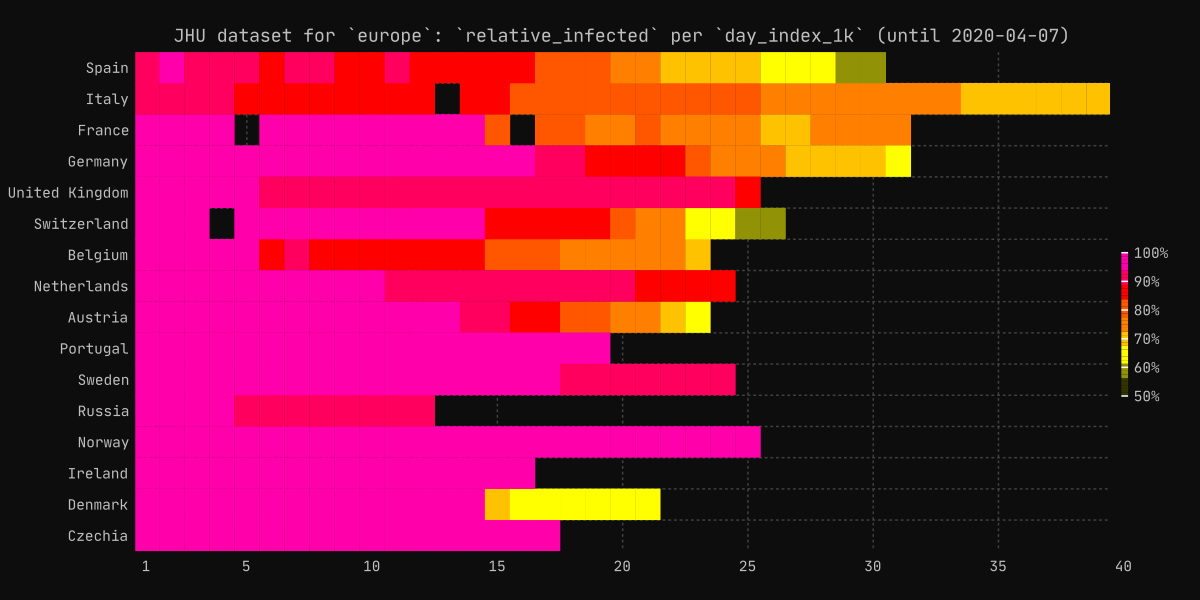 JHU dataset for `europe`: `relative_infected` per `day_index_1k` (until 2020-04-07)
Spain
Italy
France
Germany
United Kingdom
Switzerland
Belgium
Netherlands
Austria
Portugal
Sweden
Russia
Norway
Ireland
Denmark
Czechia
1 5 10 15 20 25 30 35 40
100%
90%
80%
70%
60%
50%